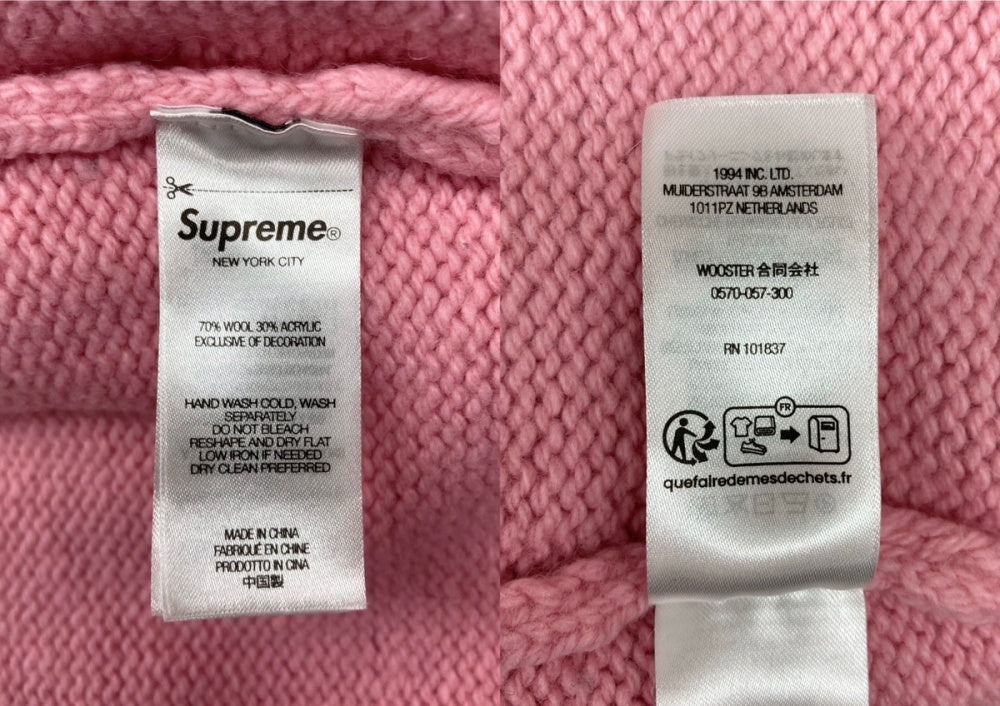 Supreme®
NEW YORK CITY
70% WOOL 30% ACRYLIC
EXCLUSIVE OF DECORATION
HAND WASH COLD, WASH
SEPARATELY
DO NOT BLEACH
RESHAPE AND DRY FLAT
LOW IRON IF NEEDED
DRY CLEAN PREFERRED
MADE IN CHINA
FABRIQUÉ EN CHINE
PRODOTTO IN CINA
中国製
1994 INC. LTD.
MUIDERSTRAAT 9B AMSTERDAM
1011PZ NETHERLANDS
WOOSTER 合同会社
0570-057-300
RN 101837
FR
quefairedemesdechets.fr